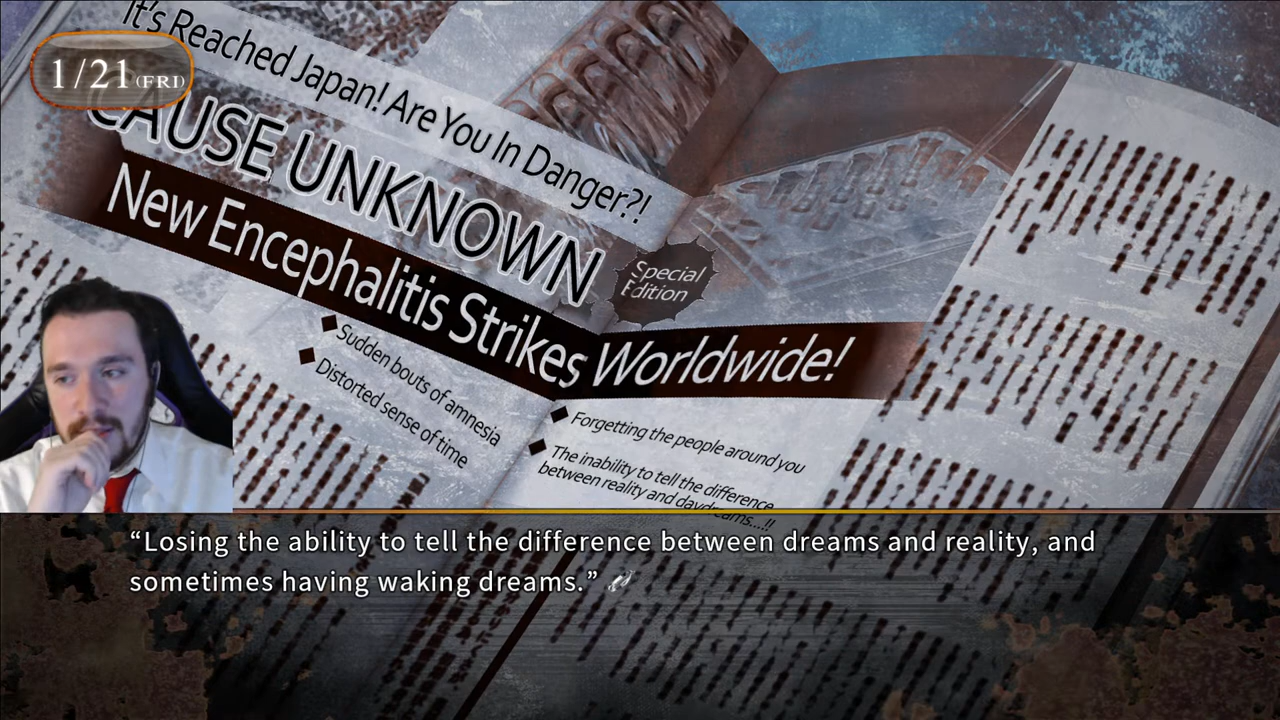 It's Reached Japan! Are You In Danger?!
1/21 (FRI)
CAUSE UNKNOWN
New Encephalitis Strikes Worldwide!
Special
Edition
◆ Sudden bouts of amnesia
◆ Distorted sense of time
◆ Forgetting the people around you
◆ The inability to tell the difference
between reality and daydreams...!!
“Losing the ability to tell the difference between dreams and reality, and
sometimes having waking dreams.”